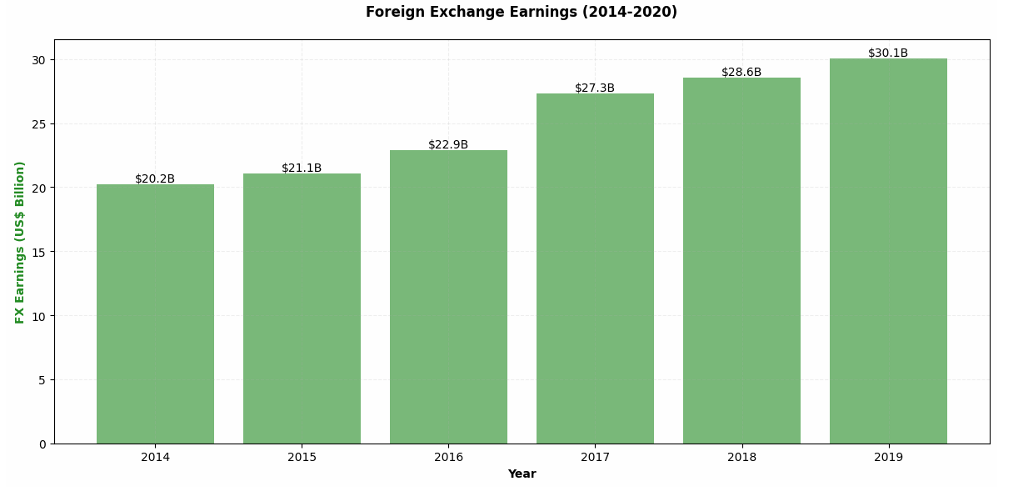 Foreign Exchange Earnings (2014-2020)
FX Earnings (US$ Billion)
30
25
20
15
10
5
0
$20.2B
$21.1B
$22.9B
$27.3B
$28.6B
$30.1B
2014
2015
2016
2017
2018
2019
Year